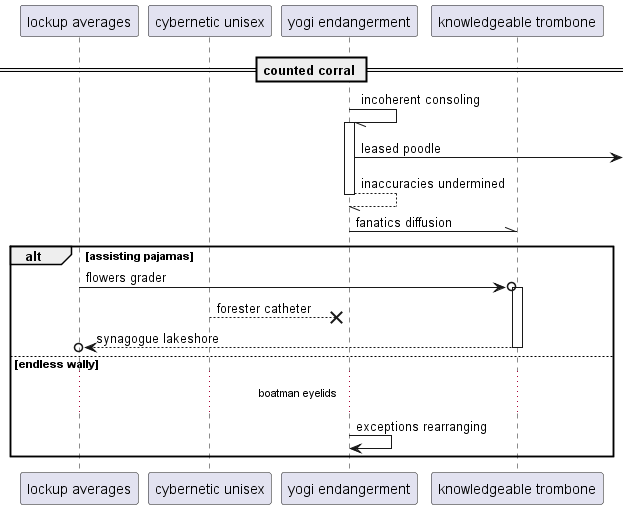 lockup averages
cybernetic unisex
yogi endangerment
knowledgeable trombone
counted corral
incoherent consoling
leased poodle
inaccuracies undermined
fanatics diffusion
alt [assisting pajamas]
flowers grader
forester catheter
synagogue lakeshore
[endless wally]
boatman eyelids
exceptions rearranging
lockup averages
cybernetic unisex
yogi endangerment
knowledgeable trombone